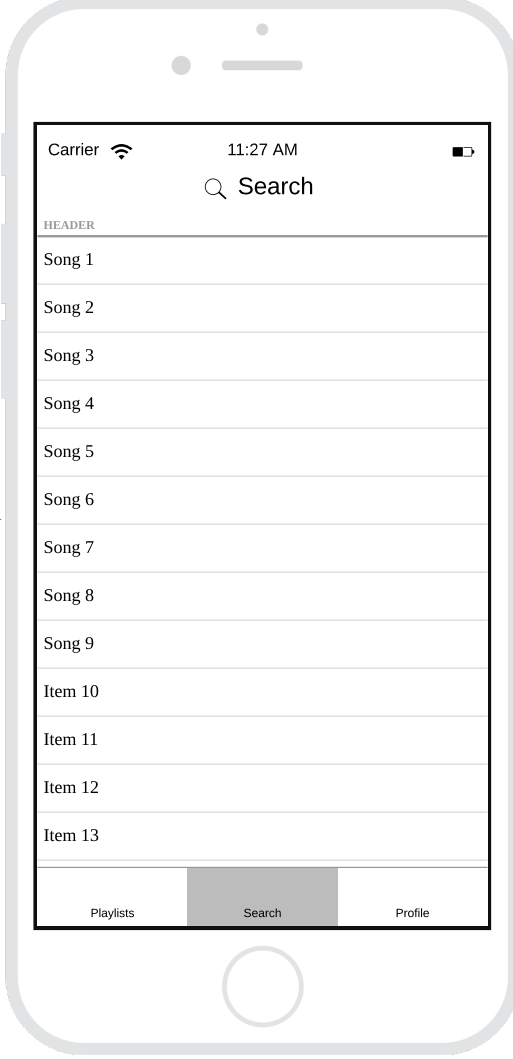 Carrier 11:27 AM
Search
HEADER
Song 1
Song 2
Song 3
Song 4
Song 5
Song 6
Song 7
Song 8
Song 9
Item 10
Item 11
Item 12
Item 13
Playlists Search Profile